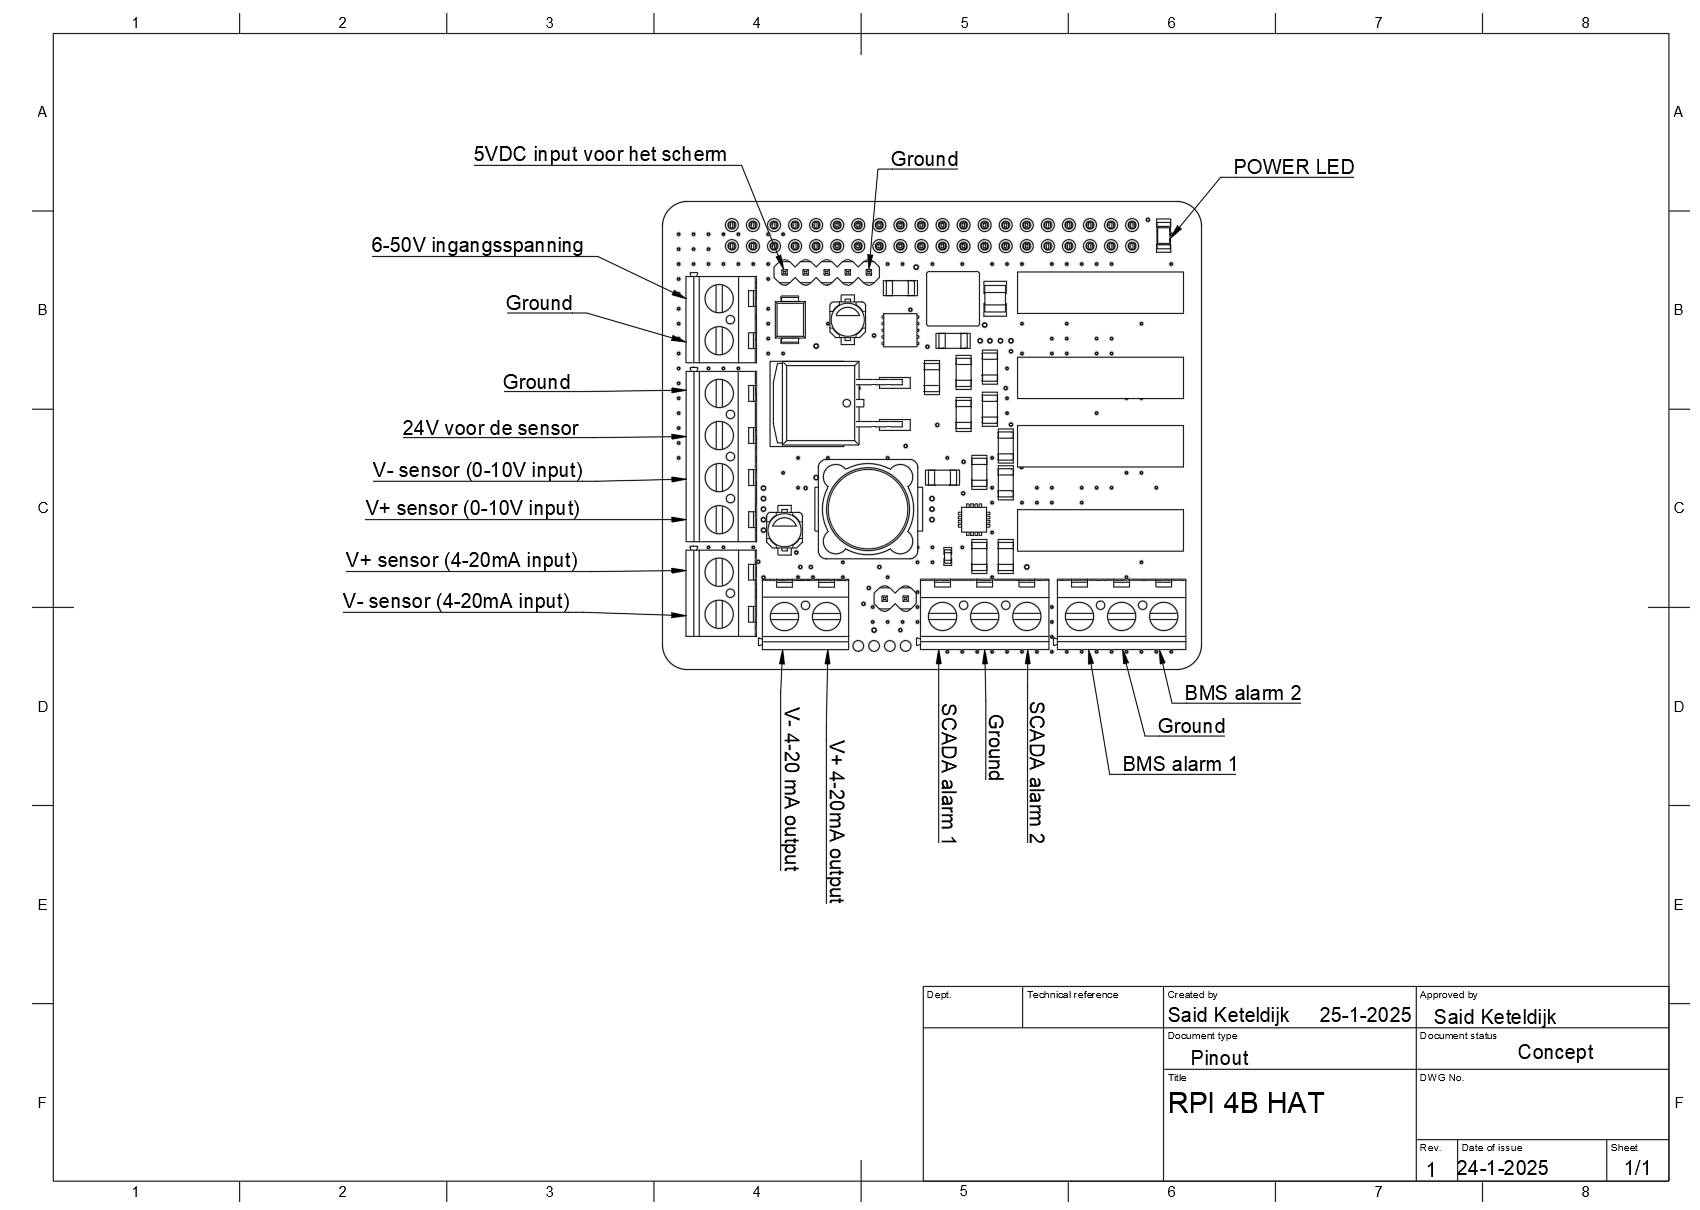 1 2 3 4 5 6 7 8
A A
5VDC input voor het scherm
Ground
POWER LED
6-50V ingangsspanning
Ground
B B
Ground
24V voor de sensor
V- sensor (0-10V input)
V+ sensor (0-10V input)
C C
V+ sensor (4-20mA input)
V- sensor (4-20mA input)
V- 4-20 mA output
V+ 4-20mA output
SCADA alarm 1
Ground
SCADA alarm 2
BMS alarm 2
Ground
BMS alarm 1
D D
E E
Dept.
Technical reference
Created by
Said Keteldijk 25-1-2025
Approved by
Said Keteldijk
Document type
Pinout
Document status
Concept
Title
RPI 4B HAT
DWG No.
F F
Rev.
1
Date of issue
24-1-2025
Sheet
1/1
1 2 3 4 5 6 7 8